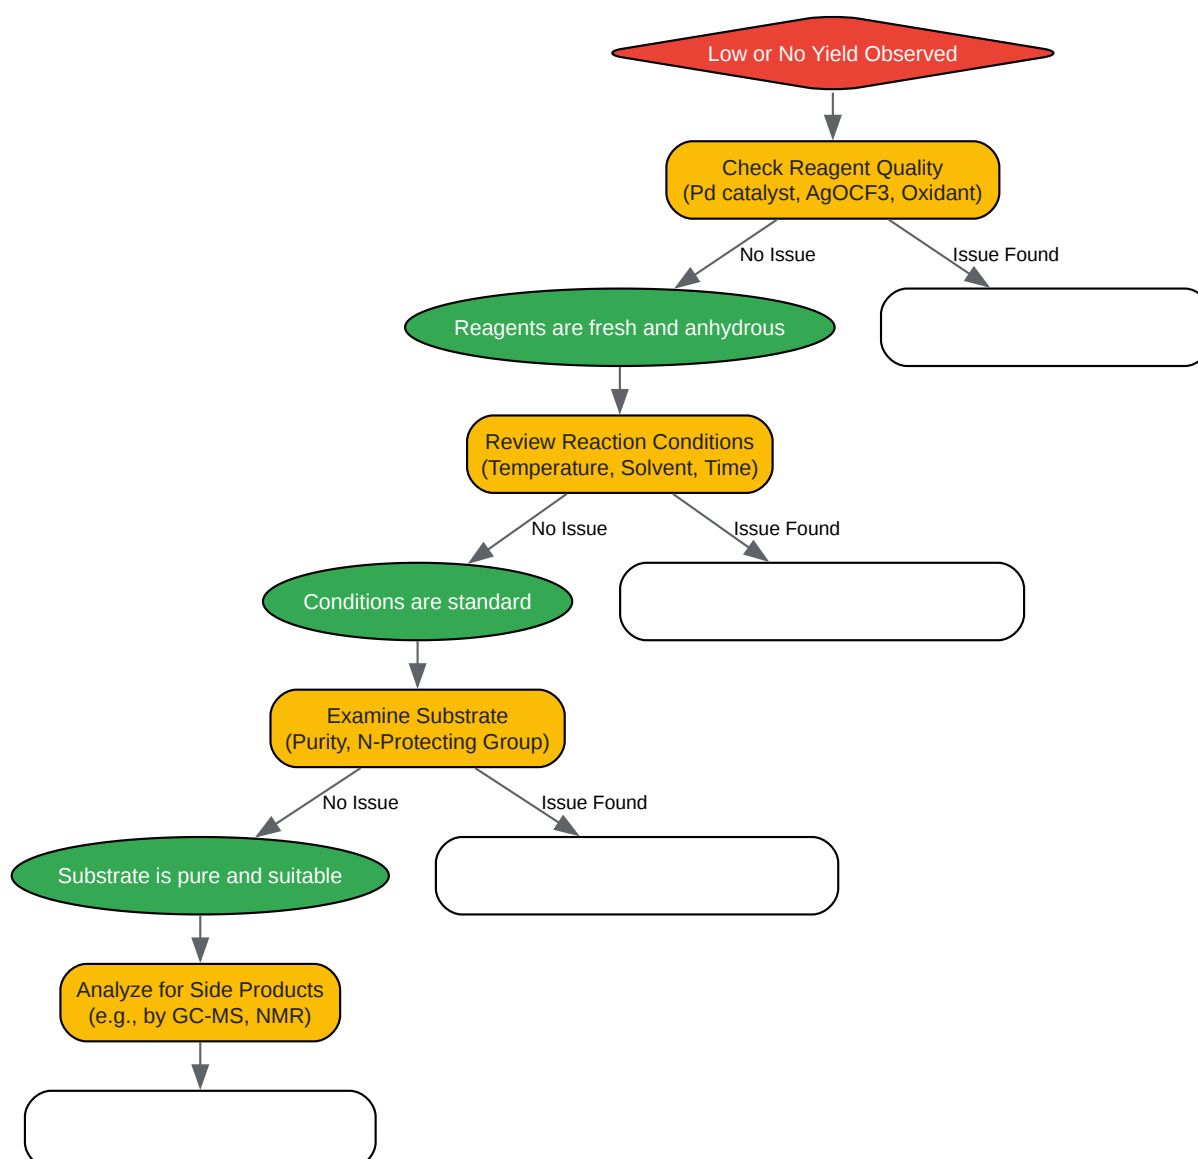 Low or No Yield Observed
Check Reagent Quality
(Pd catalyst, AgOCF3, Oxidant)
No Issue
Issue Found
Reagents are fresh and anhydrous
Review Reaction Conditions
(Temperature, Solvent, Time)
No Issue
Issue Found
Conditions are standard
Examine Substrate
(Purity, N-Protecting Group)
No Issue
Issue Found
Substrate is pure and suitable
Analyze for Side Products
(e.g., by GC-MS, NMR)